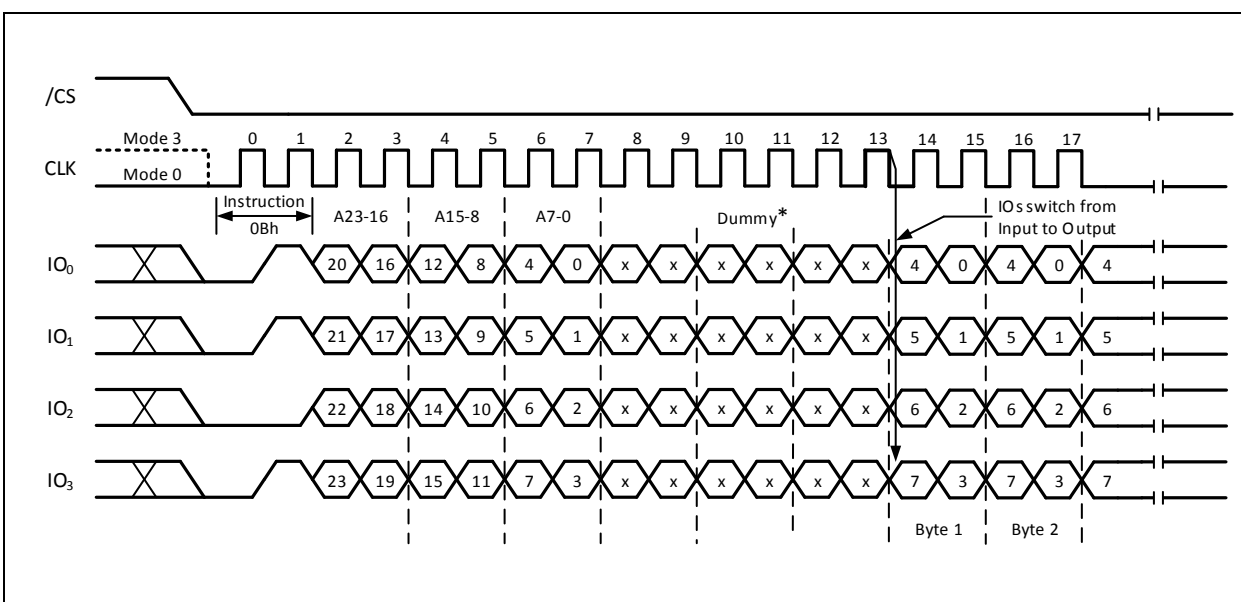 /CS
Mode 3 0 1 2 3 4 5 6 7 8 9 10 11 12 13 14 15 16 17
CLK
Mode 0
Instruction A23-16 A15-8 A7-0 Dummy* IOs switch from
0Bh Input to Output
IO₀ 20 16 12 8 4 0 x x x x x x 4 0 4 0 4
IO₁ 21 17 13 9 5 1 x x x x x x 5 1 5 1 5
IO₂ 22 18 14 10 6 2 x x x x x x 6 2 6 2 6
IO₃ 23 19 15 11 7 3 x x x x x x 7 3 7 3 7
Byte 1 Byte 2